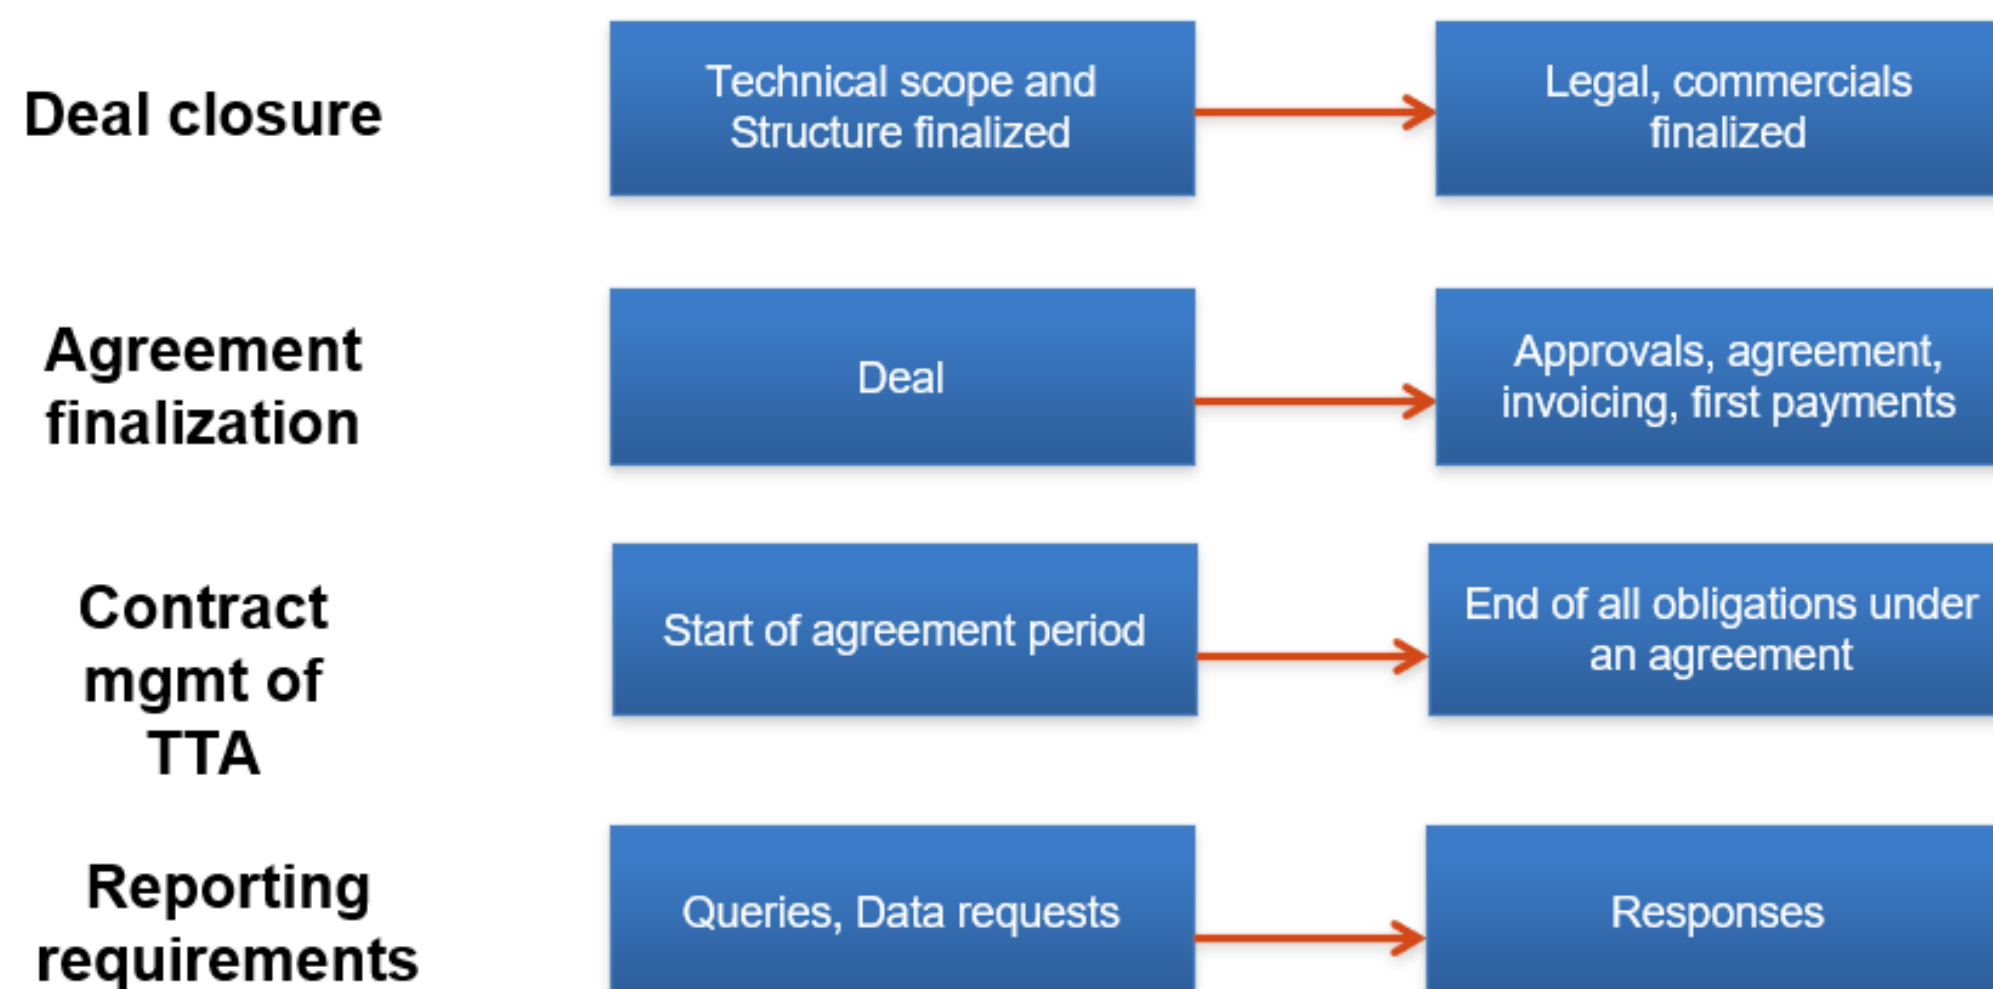 Deal closure
Technical scope and
Structure finalized
Legal, commercials
finalized
Agreement
finalization
Deal
Approvals, agreement,
invoicing, first payments
Contract
mgmt of
TTA
Start of agreement period
End of all obligations under
an agreement
Reporting
requirements
Queries, Data requests
Responses